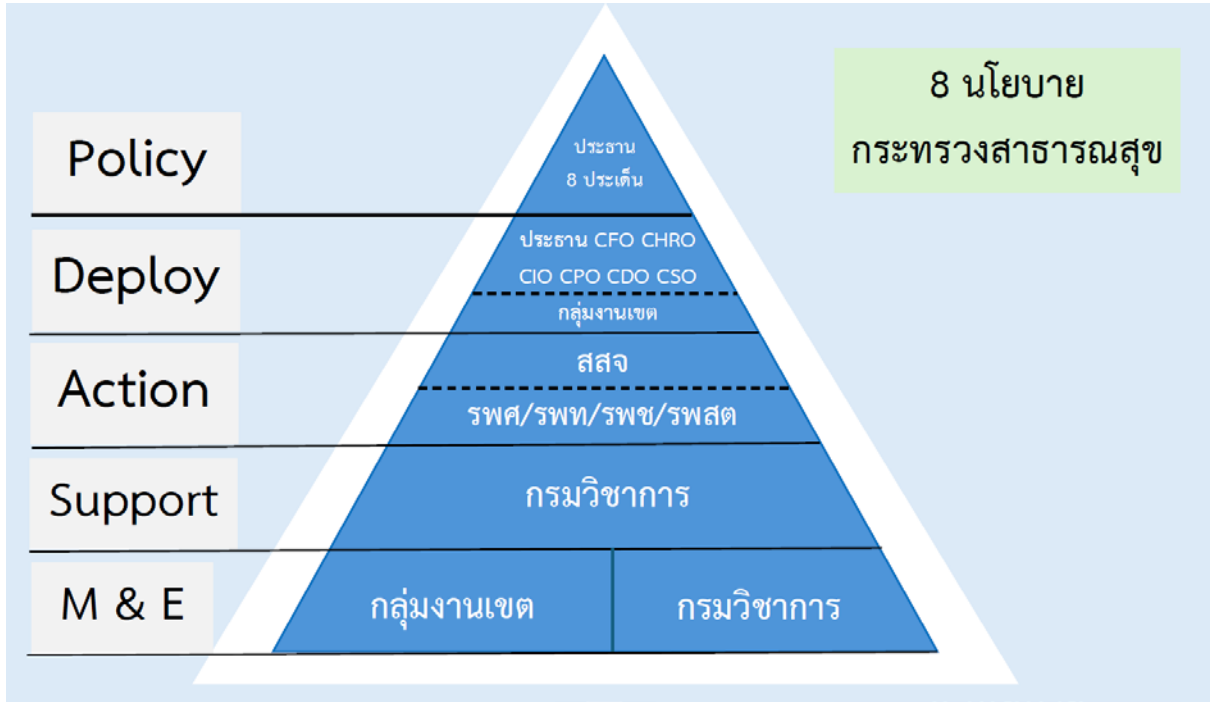 8 นโยบาย
กระทรวงสาธารณสุข
Policy
ประธาน
8 ประเด็น
Deploy
ประธาน CFO CHRO
CIO CPO CDO CSO
กลุ่มงานเขต
Action
สสจ
รพศ/รพท/รพช/รพสต
Support
กรมวิชาการ
M & E
กลุ่มงานเขต
กรมวิชาการ